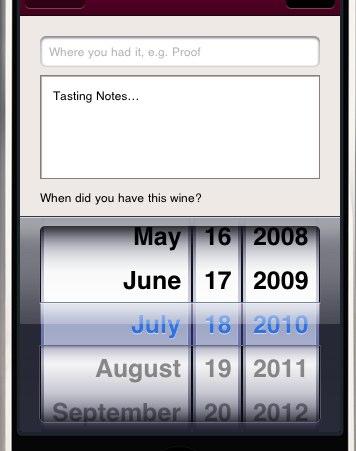 Where you had it, e.g. Proof
Tasting Notes...
When did you have this wine?
May 16 2008
June 17 2009
July 18 2010
August 19 2011
September 20 2012